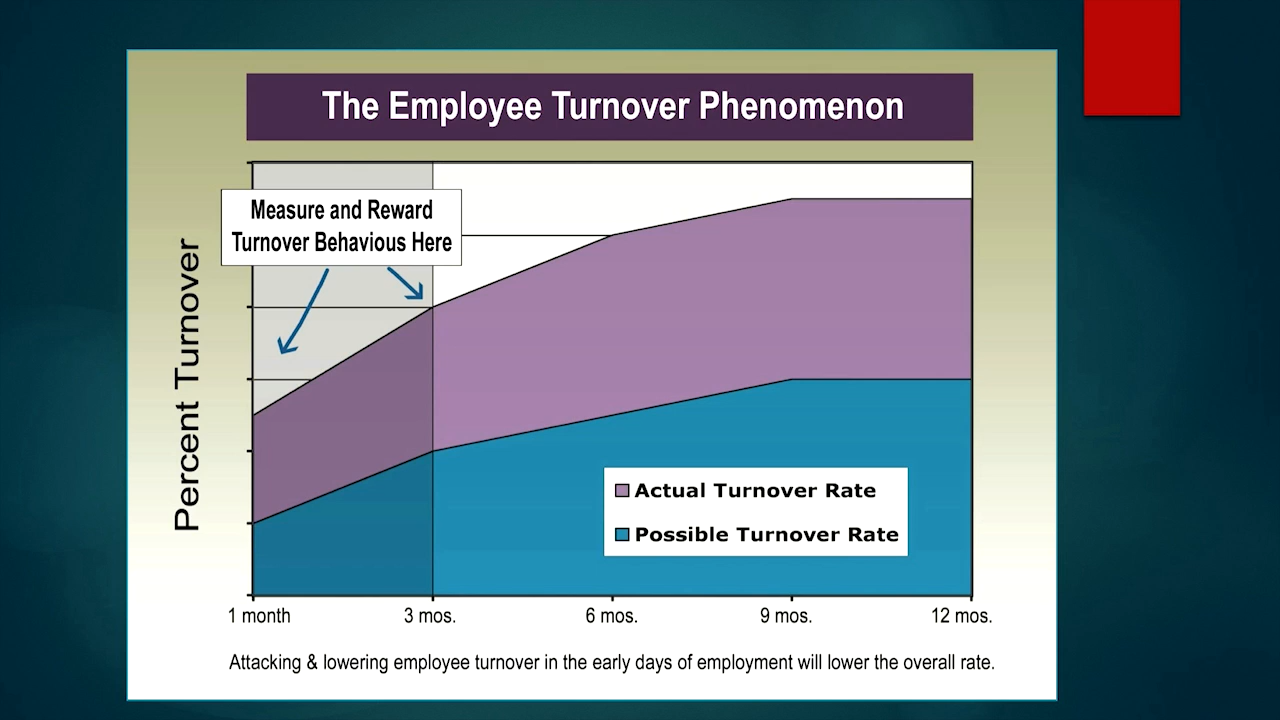 The Employee Turnover Phenomenon
Measure and Reward
Turnover Behavious Here
Percent Turnover
Actual Turnover Rate
Possible Turnover Rate
1 month
3 mos.
6 mos.
9 mos.
12 mos.
Attacking & lowering employee turnover in the early days of employment will lower the overall rate.